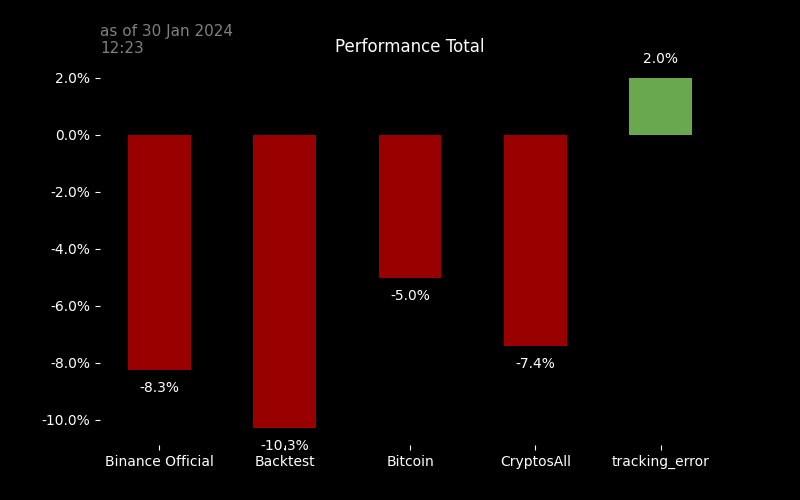 as of 30 Jan 2024
12:23
Performance Total
2.0%
2.0%
0.0%
-2.0%
-4.0%
-6.0%
-8.0%
-10.0%
-5.0%
-7.4%
-8.3%
-10.3%
Binance Official
Backtest
Bitcoin
CryptosAll
tracking_error